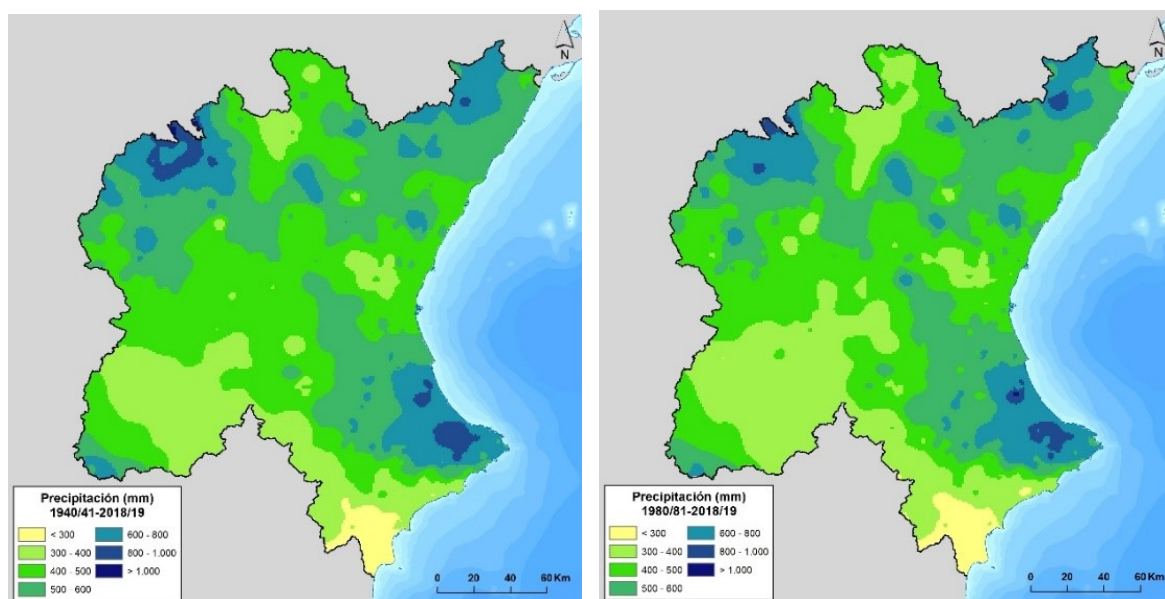 N
Precipitación (mm)
1940/41-2018/19
< 300
300 - 400
400 - 500
500 - 600
600 - 800
800 - 1.000
> 1.000
0 20 40 60 Km
N
Precipitación (mm)
1980/81-2018/19
< 300
300 - 400
400 - 500
500 - 600
600 - 800
800 - 1.000
> 1.000
0 20 40 60 Km